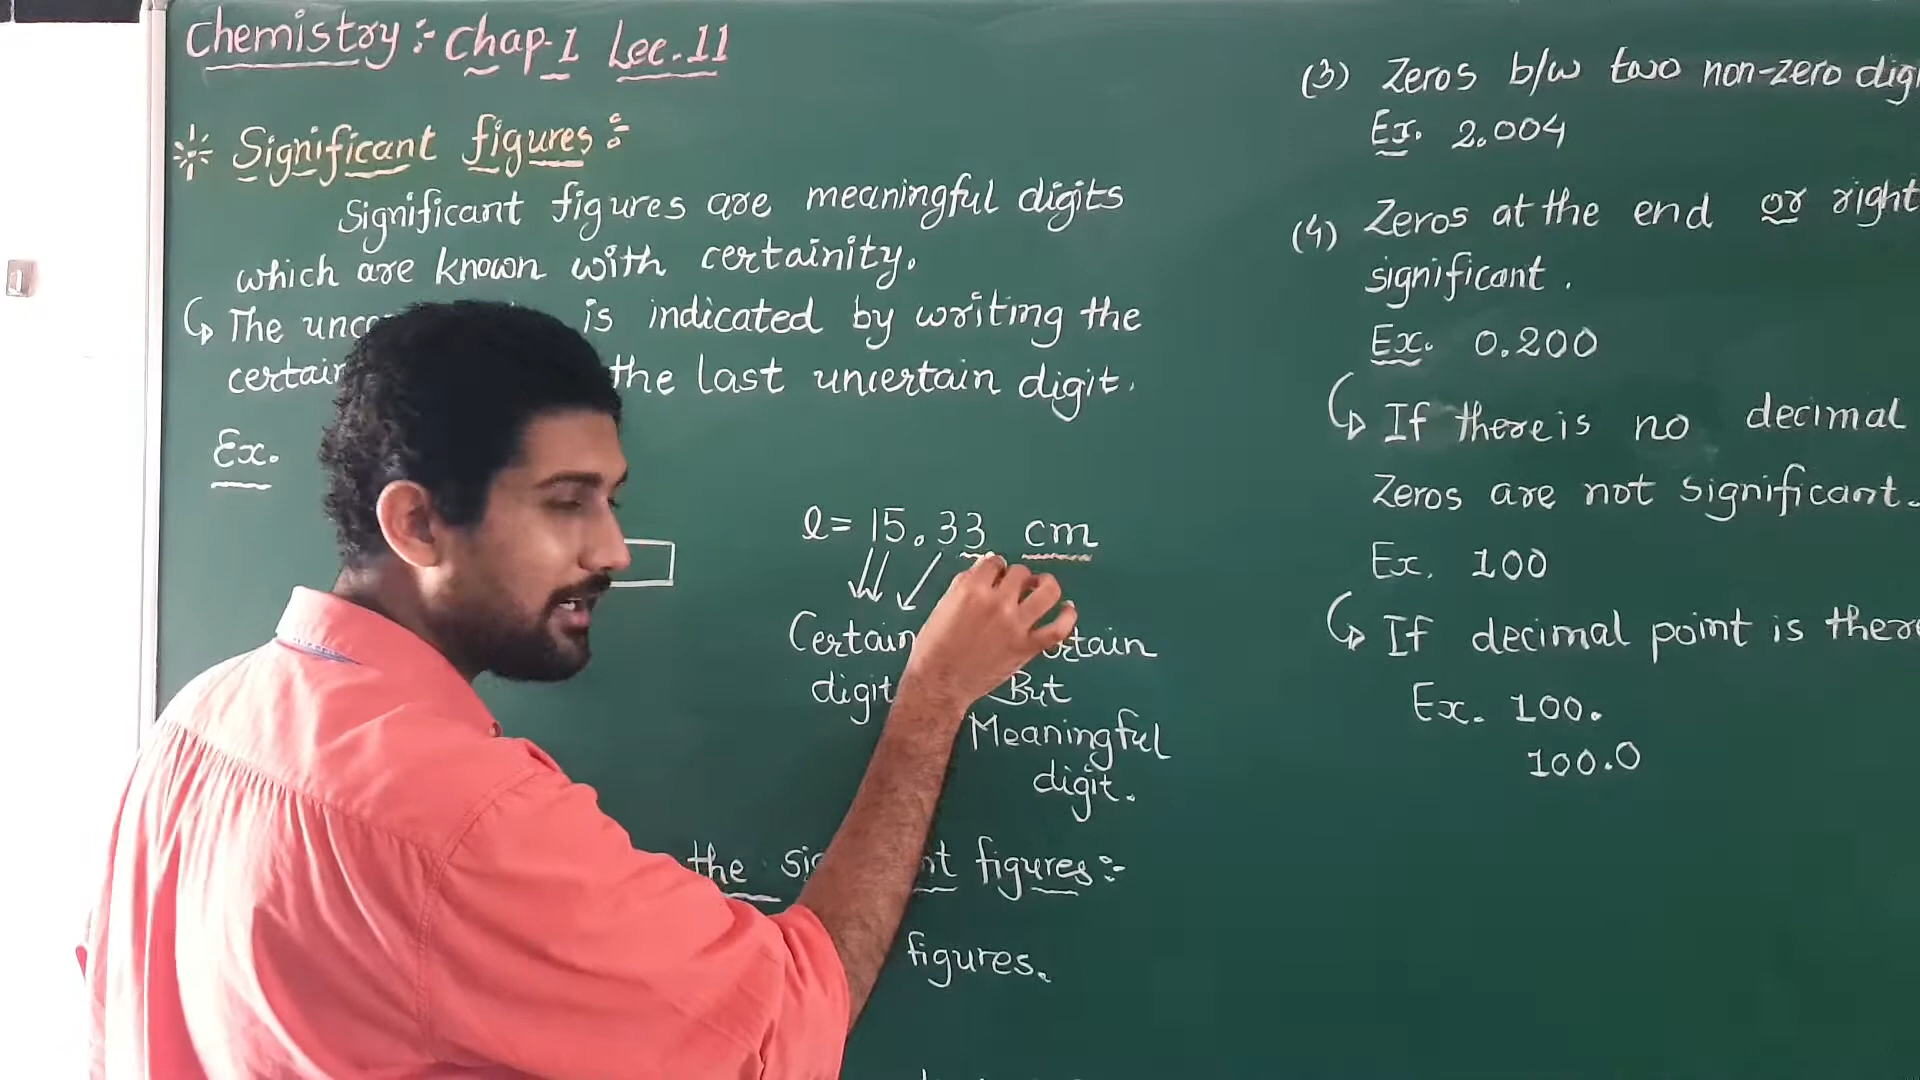 Chemistry:- Chap-1 Lec.11
Significant figures:-
Significant figures are meaningful digits
which are known with certainity.
The is indicated by writing the
the last uncertain digit.
Ex.
l= 15.33 cm
Certain
digit But
Meaningful
digit.
the figures:-
figures.
(3) Zeros b/w two non-zero
Ex. 2.004
(4) Zeros at the end or right
significant.
Ex. 0.200
If there is no decimal
Zeros are not significant.
Ex. 100
If decimal point is there
Ex. 100.
100.0